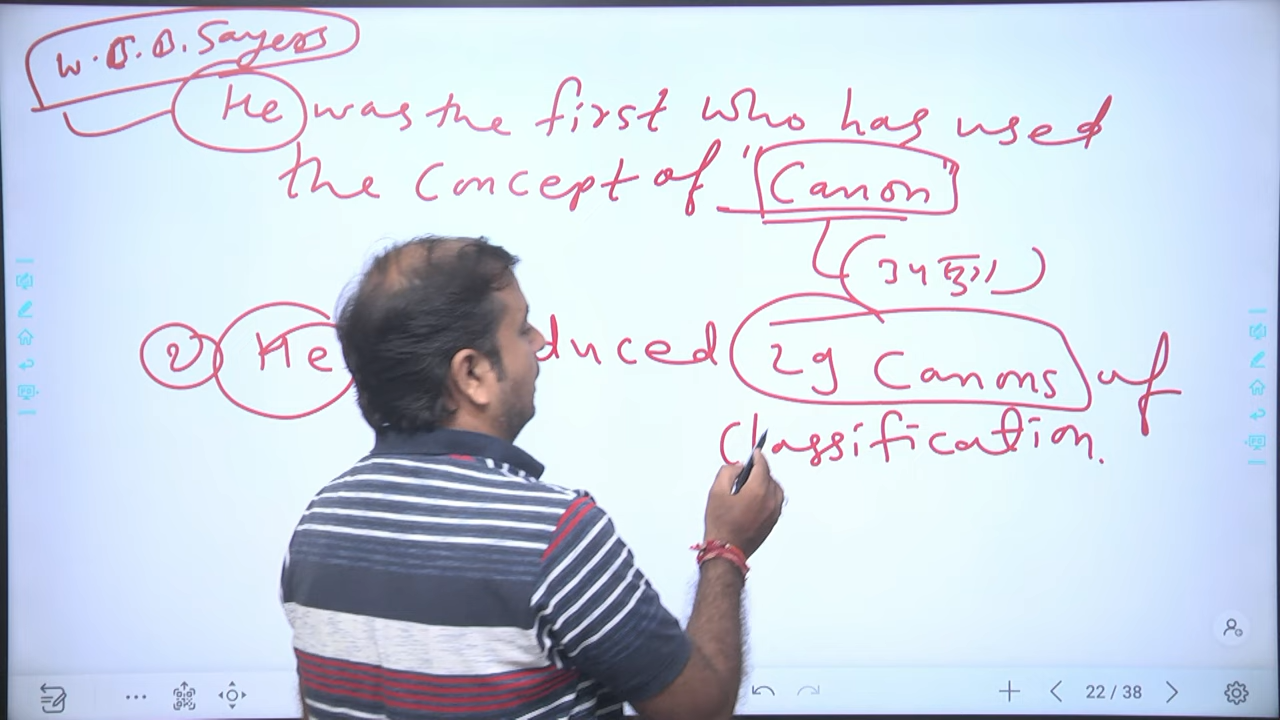 W.C.B. Sayers
He was the first who has used
the concept of "Canon"
(उपसूत्र)
② He duced 29 Canons of
Classification.
22 / 38